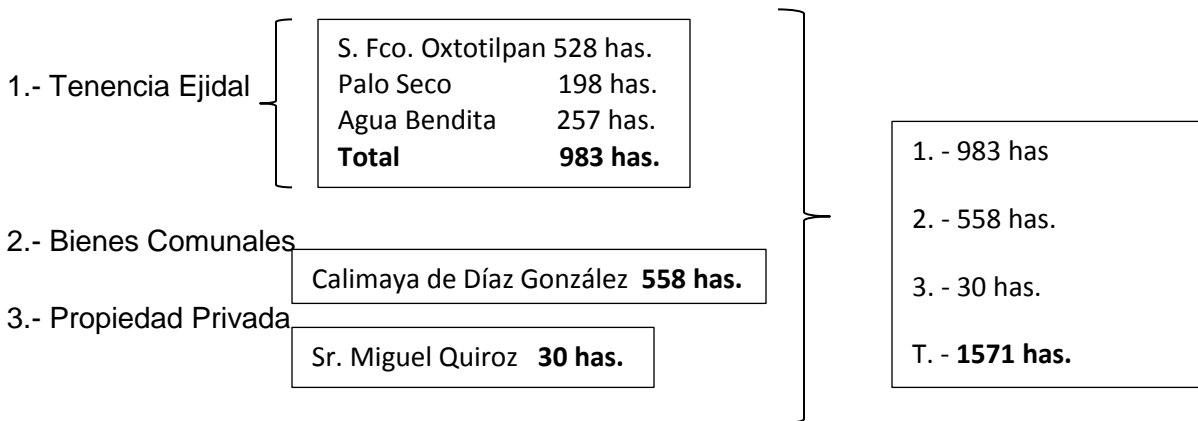 1.- Tenencia Ejidal
S. Fco. Oxtotilpan 528 has.
Palo Seco 198 has.
Agua Bendita 257 has.
Total 983 has.
2.- Bienes Comunales
Calimaya de Díaz González 558 has.
3.- Propiedad Privada
Sr. Miguel Quiroz 30 has.
1. - 983 has
2. - 558 has.
3. - 30 has.
T. - 1571 has.